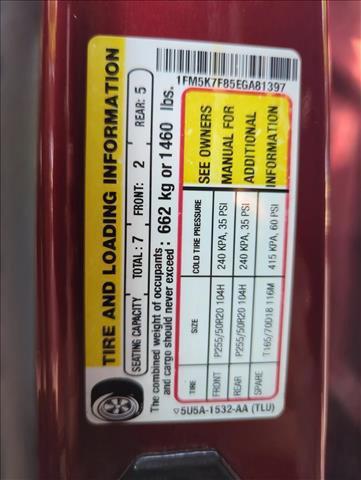 1FM5K7F85EGA81397
TIRE AND LOADING INFORMATION
SEATING CAPACITY TOTAL: 7 FRONT: 2 REAR: 5
The combined weight of occupants
and cargo should never exceed : 662 kg or 1460 lbs.
TIRE SIZE COLD TIRE PRESSURE
FRONT P255/50R20 104H 240 KPA, 35 PSI
REAR P255/50R20 104H 240 KPA, 35 PSI
SPARE T165/70D18 116M 415 KPA, 60 PSI
SEE OWNERS
MANUAL FOR
ADDITIONAL
INFORMATION
5U5A-1532-AA (TLU)